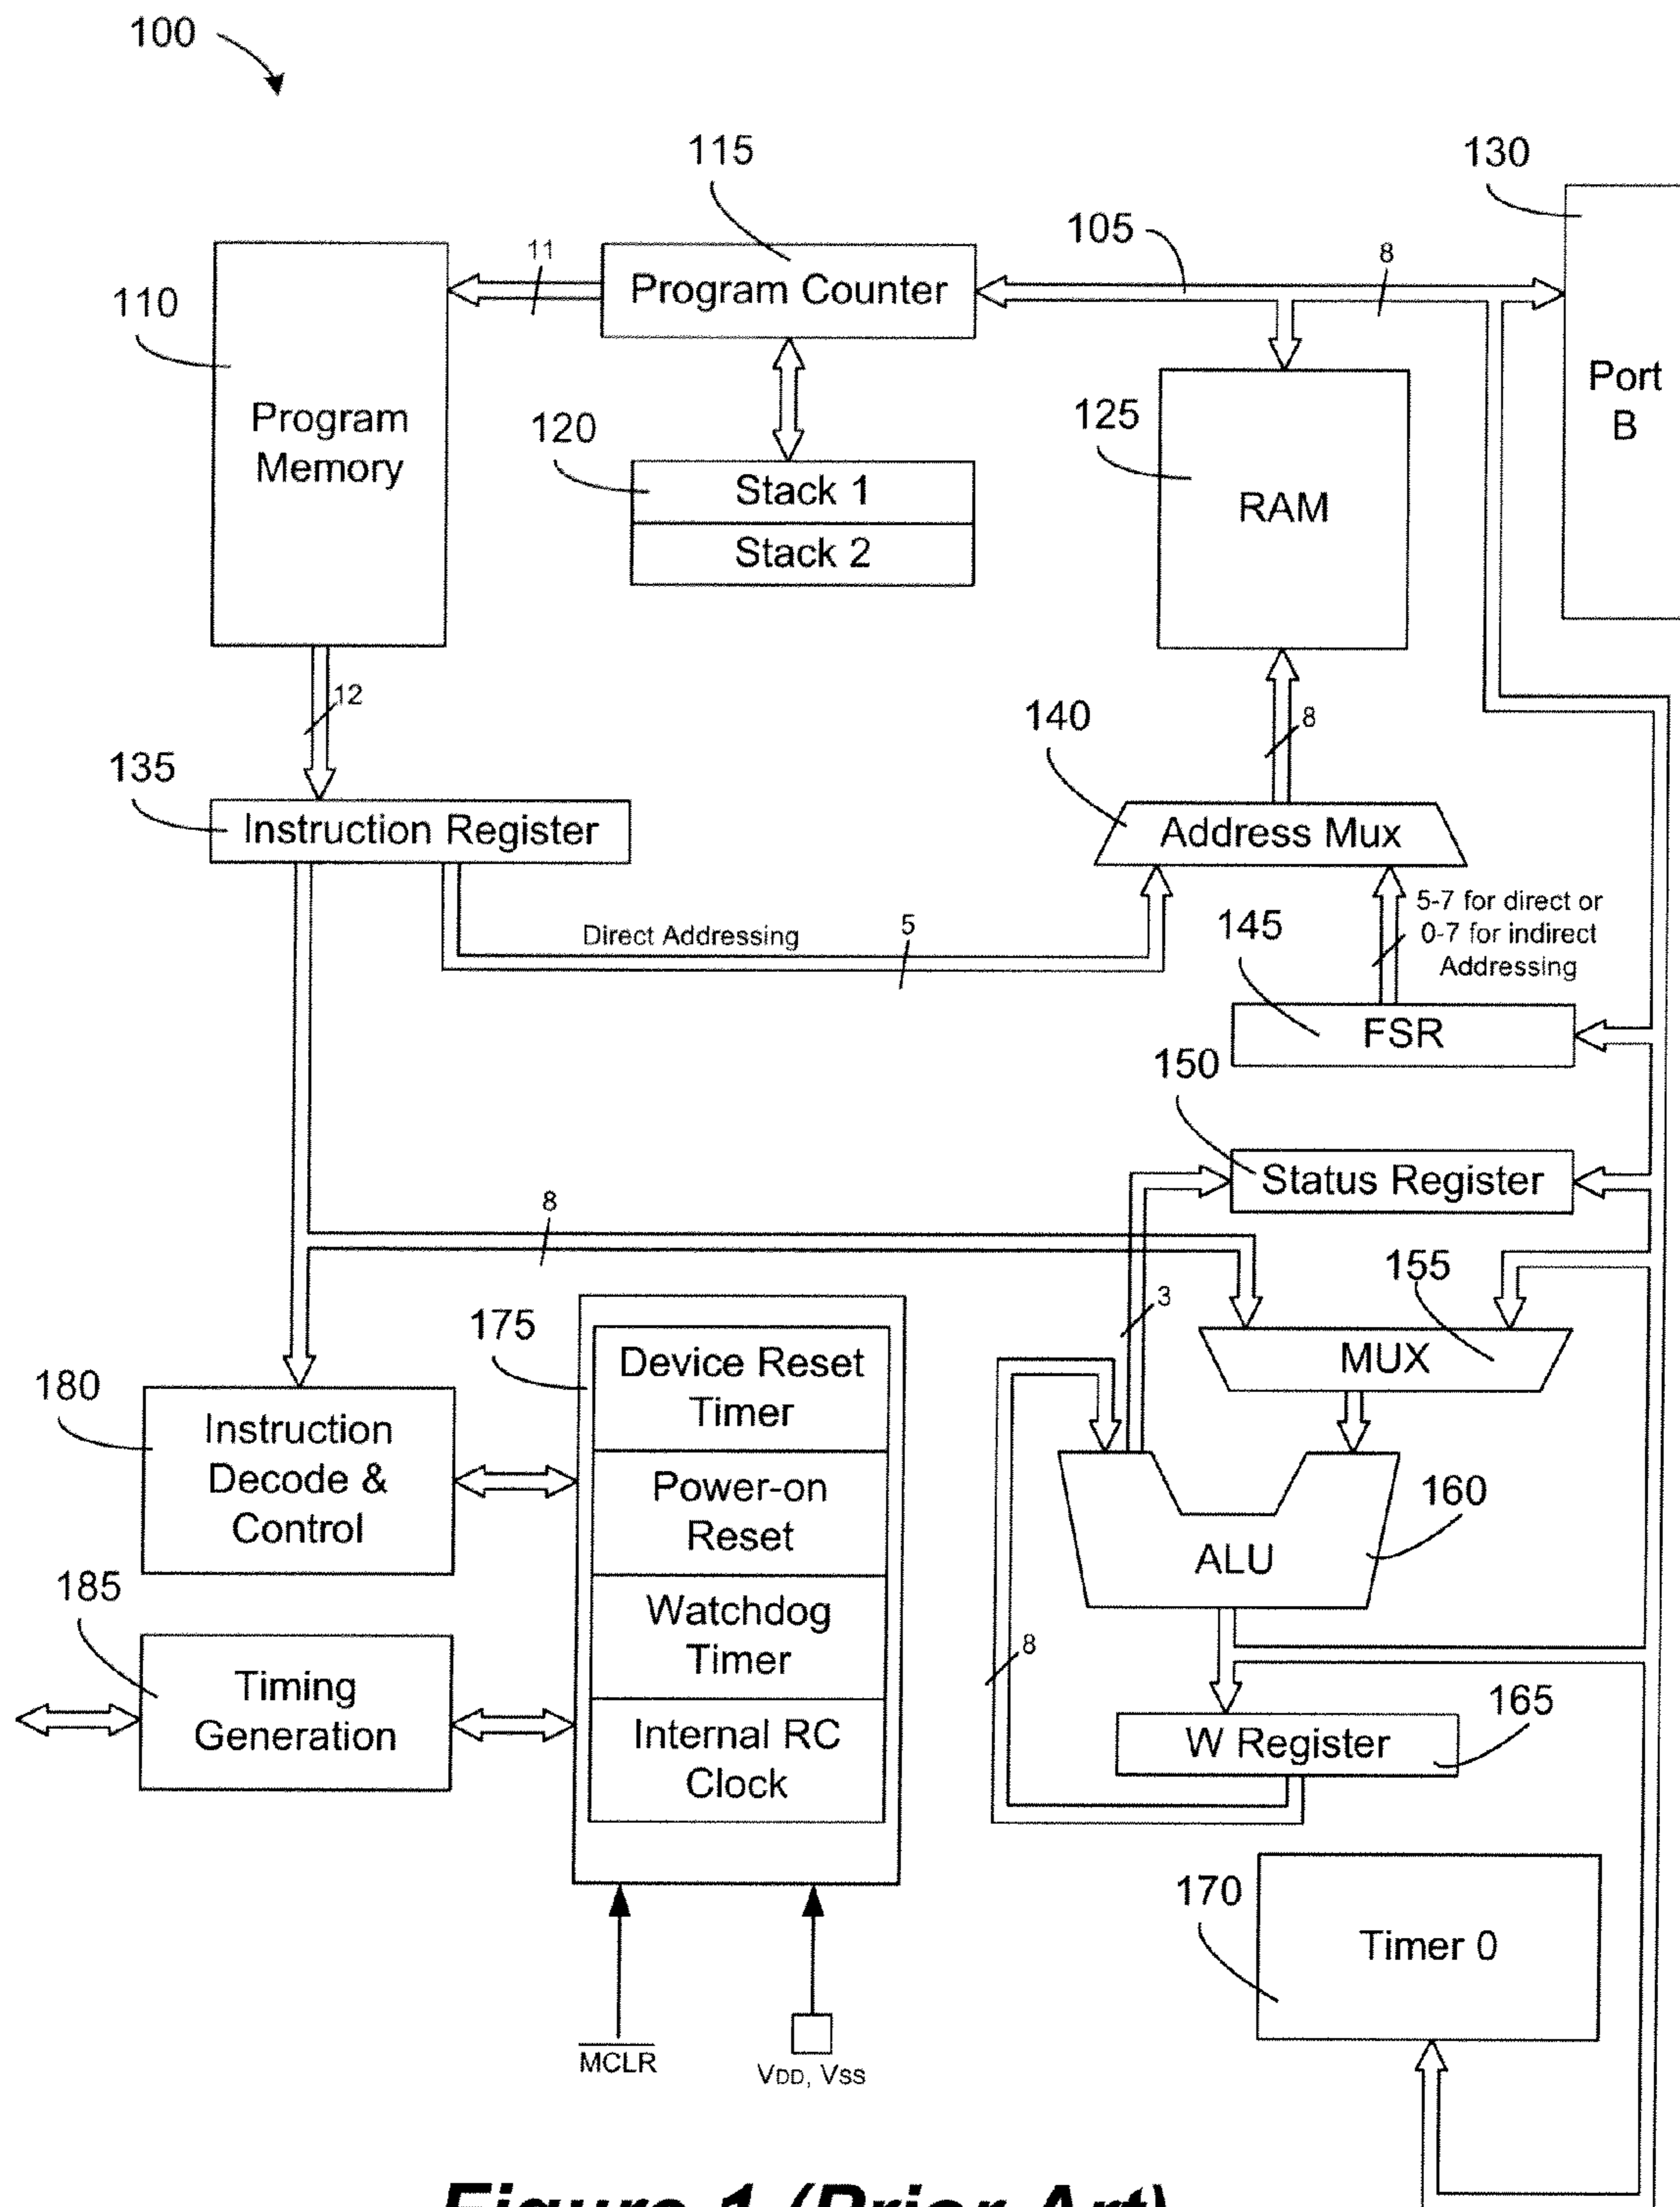 100
115
130
105
11
8
Program Counter
110
Program
Memory
Port
B
120
125
Stack 1
Stack 2
RAM
12
140
8
135
Instruction Register
Address Mux
Direct Addressing
5
145
5-7 for direct or
0-7 for indirect
Addressing
FSR
150
Status Register
8
155
3
175
MUX
Device Reset
Timer
180
Instruction
Decode &
Control
Power-on
Reset
160
ALU
185
Watchdog
Timer
8
Timing
Generation
165
W Register
Internal RC
Clock
170
Timer 0
MCLR
VDD, VSS
Figure 1 (Prior Art)